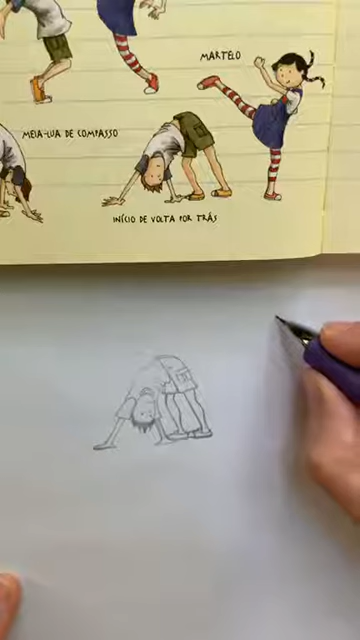 MARTELO
MEIA-LUA DE COMPASSO
INÍCIO DE VOLTA POR TRÁS